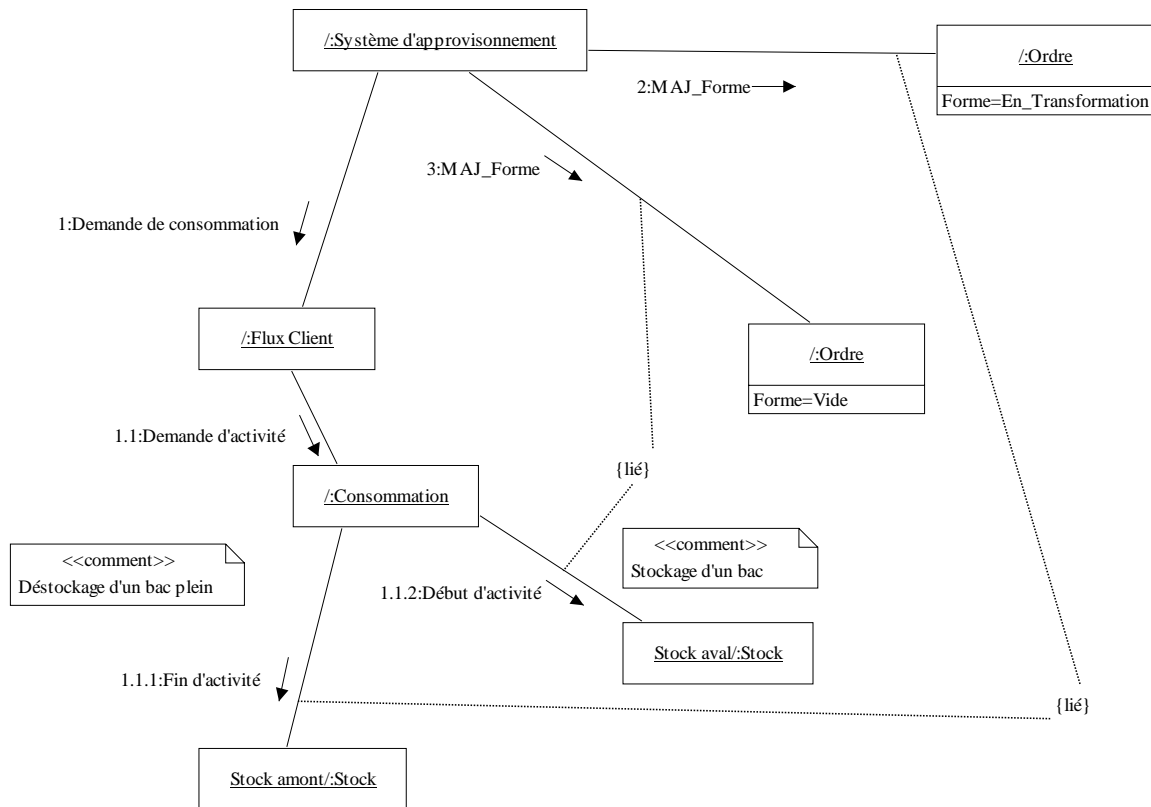 /:Système d'approvisonnement
/:Ordre
2:MAJ_Forme
Forme=En_Transformation
3:MAJ_Forme
1:Demande de consommation
/:Flux Client
/:Ordre
Forme=Vide
1.1:Demande d'activité
{lié}
/:Consommation
<<comment>>
Déstockage d'un bac plein
<<comment>>
Stockage d'un bac
1.1.2:Début d'activité
Stock aval/:Stock
1.1.1:Fin d'activité
{lié}
Stock amont/:Stock